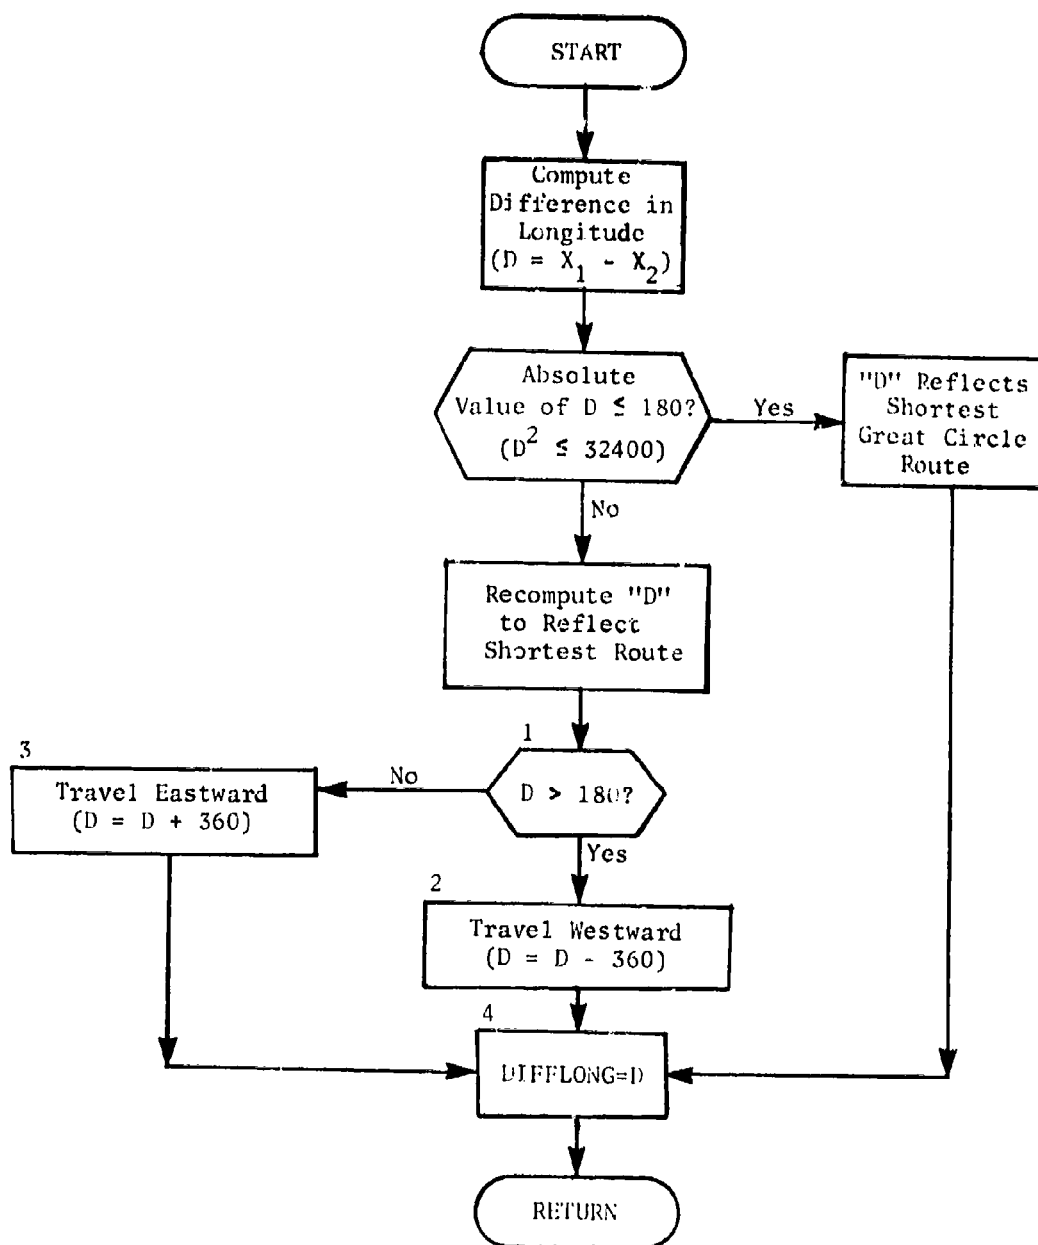 START
Compute
Difference in
Longitude
(D = X₁ - X₂)
Absolute
Value of D ≤ 180?
(D² ≤ 32400)
Yes
"D" Reflects
Shortest
Great Circle
Route
No
Recompute "D"
to Reflect
Shortest Route
1
D > 180?
No
3
Travel Eastward
(D = D + 360)
Yes
2
Travel Westward
(D = D - 360)
4
DIFFLONG=D
RETURN